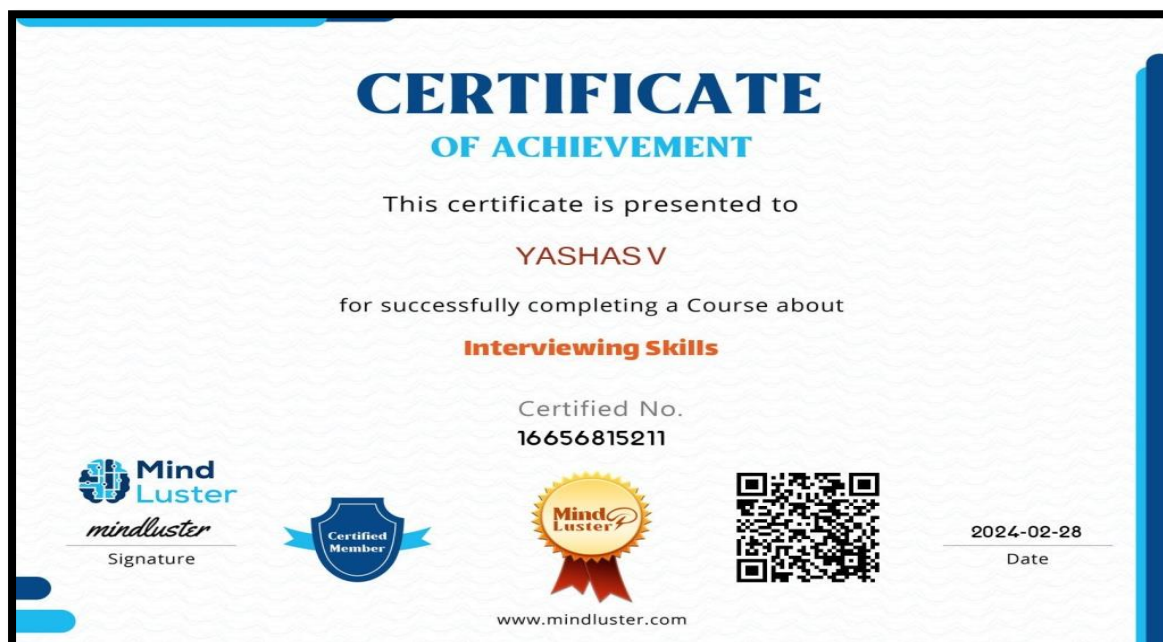 CERTIFICATE
OF ACHIEVEMENT
This certificate is presented to
YASHAS V
for successfully completing a Course about
Interviewing Skills
Certified No.
16656815211
Mind
Luster
mindluster
Signature
Certified
Member
Mind
Luster
2024-02-28
Date
www.mindluster.com